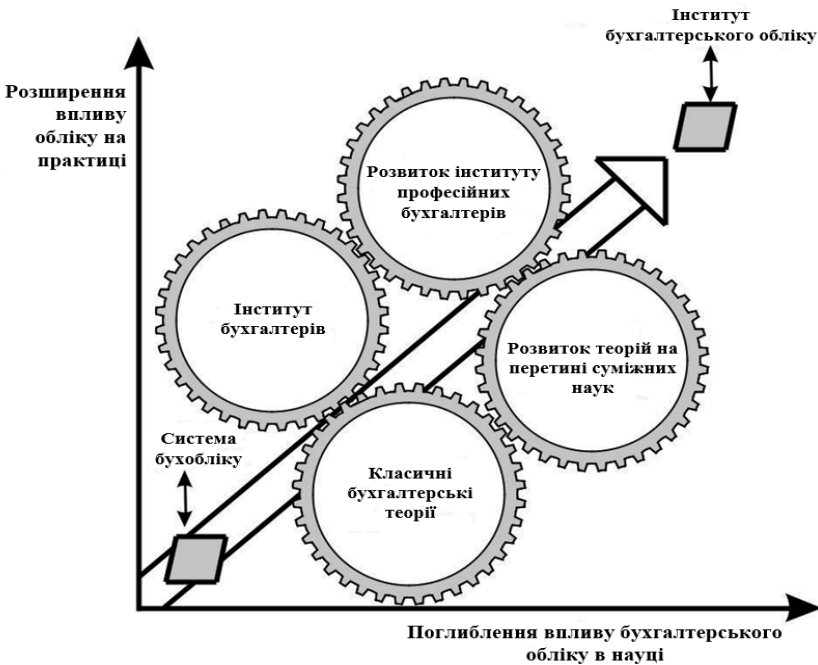 Інститут
бухгалтерського обліку
Розширення
впливу
обліку на
практиці
Розвиток інституту
професійних
бухгалтерів
Інститут
бухгалтерів
Розвиток теорій на
перетині суміжних
наук
Система
бухобліку
Класичні
бухгалтерські
теорії
Поглиблення впливу бухгалтерського
обліку в науці